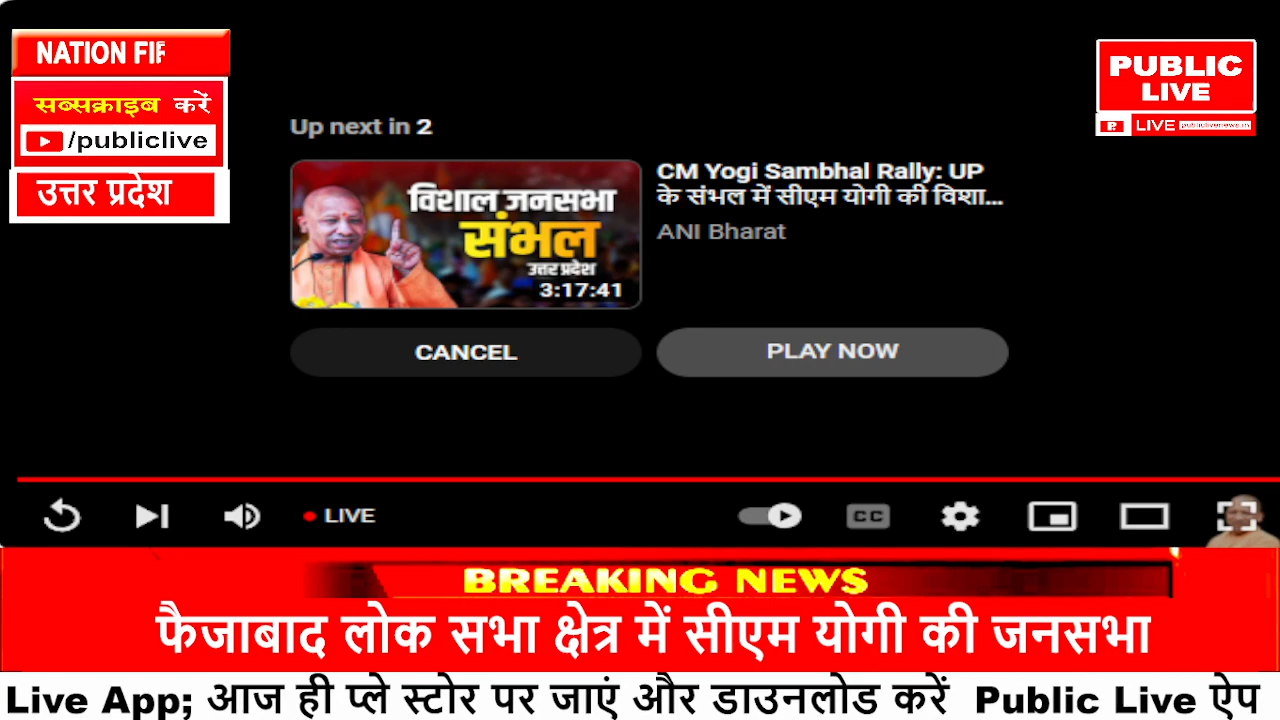 NATION FIF
सब्सक्राइब करें
/publiclive
उत्तर प्रदेश
PUBLIC
LIVE
LIVE publiclivenews.in
Up next in 2
विशाल जनसभा
संभल
उत्तर प्रदेश
3:17:41
CM Yogi Sambhal Rally: UP
के संभल में सीएम योगी की विशा...
ANI Bharat
CANCEL
PLAY NOW
LIVE
CC
BREAKING NEWS
फैजाबाद लोक सभा क्षेत्र में सीएम योगी की जनसभा
Live App; आज ही प्ले स्टोर पर जाएं और डाउनलोड करें Public Live ऐप